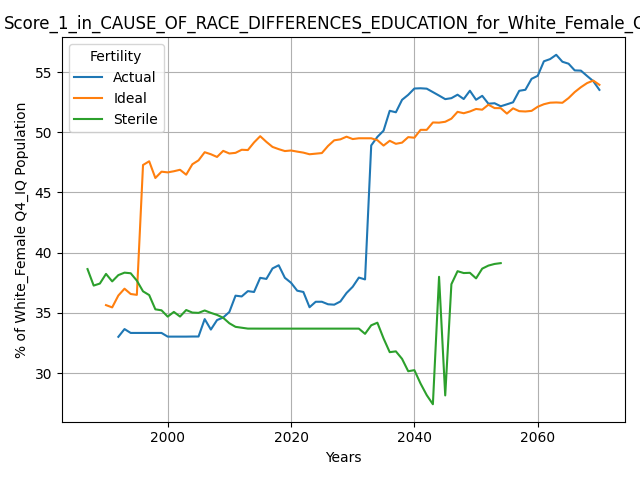 Score_1_in_CAUSE_OF_RACE_DIFFERENCES_EDUCATION_for_White_Female_
Fertility
Actual
Ideal
Sterile
% of White_Female Q4_IQ Population
55
50
45
40
35
30
2000
2020
2040
2060
Years